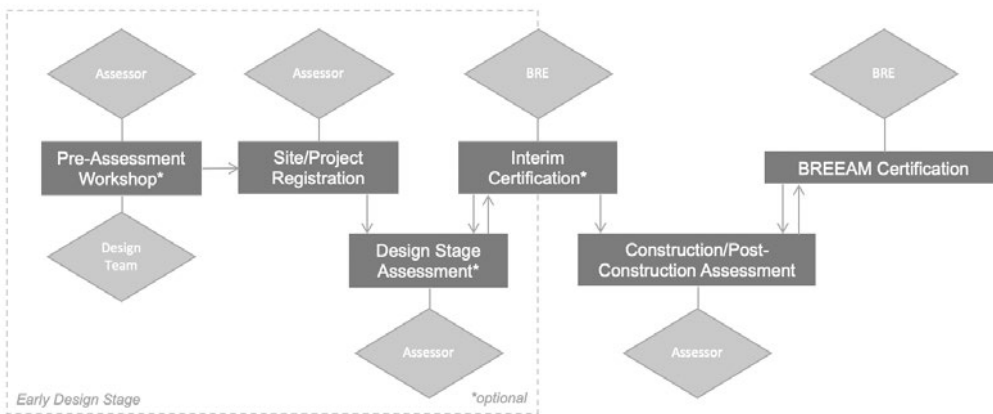 Assessor
Assessor
BRE
BRE
Pre-Assessment
Workshop*
Site/Project
Registration
Interim
Certification*
BREEAM Certification
Design
Team
Design Stage
Assessment*
Construction/Post-
Construction Assessment
Assessor
Assessor
Early Design Stage
*optional